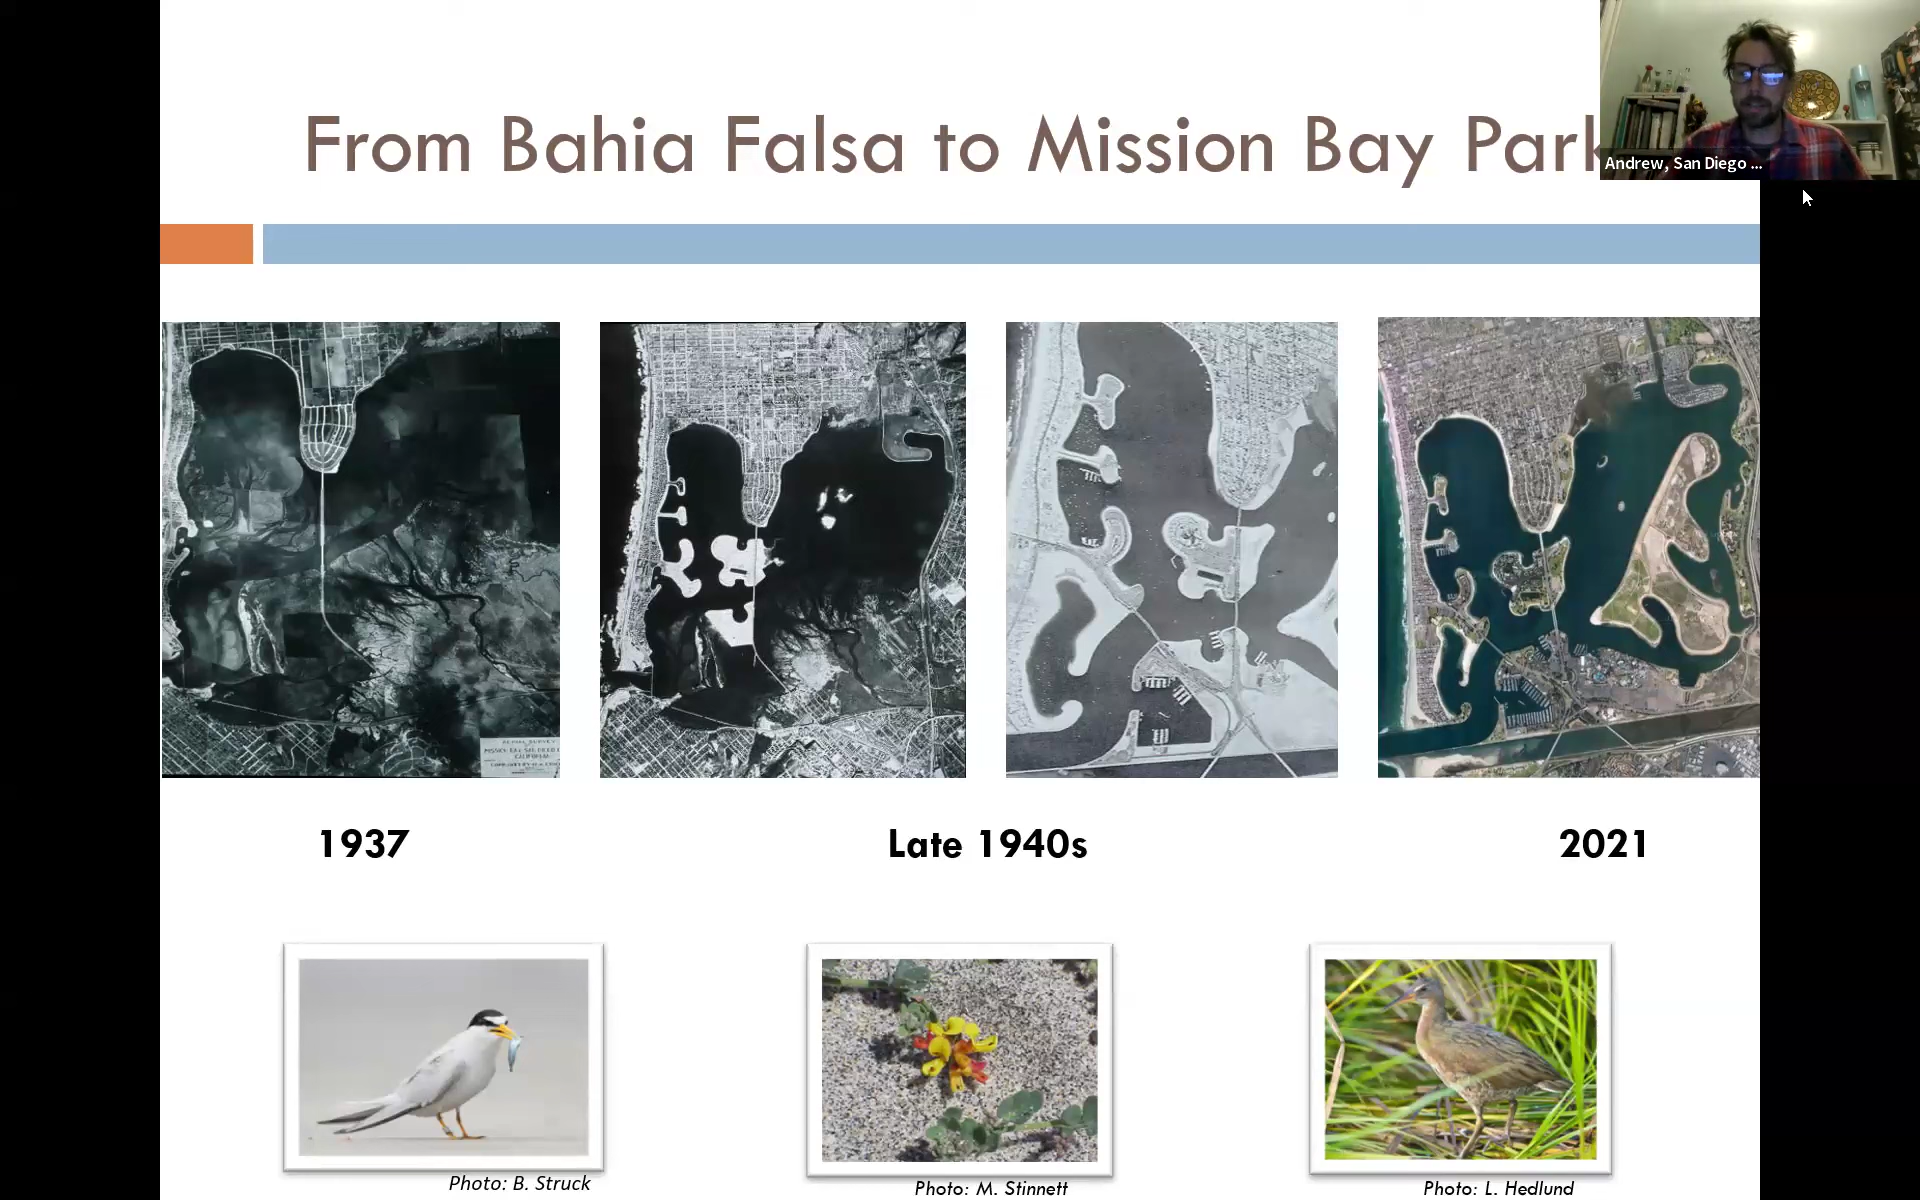 From Bahia Falsa to Mission Bay Park
Andrew, San Diego ...
CALIFORNIA
1937
Late 1940s
2021
Photo: B. Struck
Photo: M. Stinnett
Photo: L. Hedlund